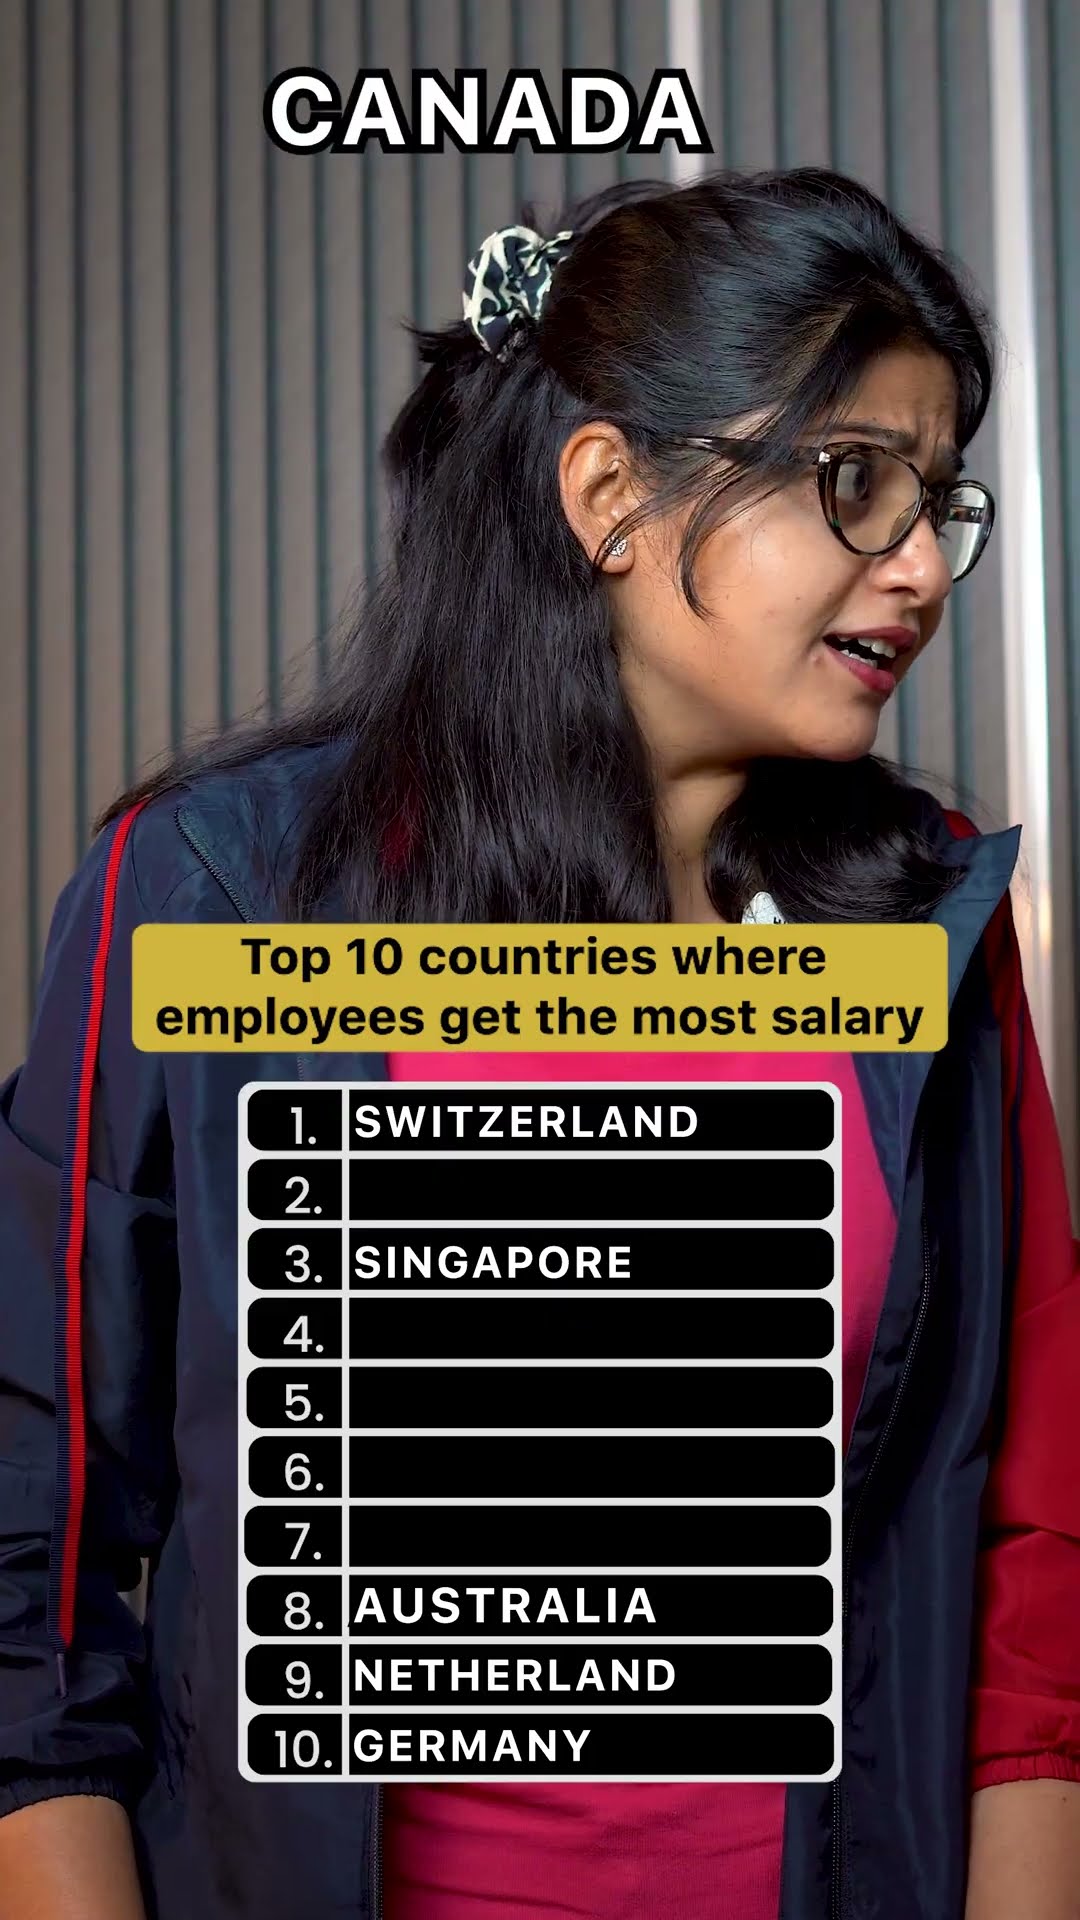 CANADA
Top 10 countries where
employees get the most salary
1. SWITZERLAND
2.
3. SINGAPORE
4.
5.
6.
7.
8. AUSTRALIA
9. NETHERLAND
10. GERMANY